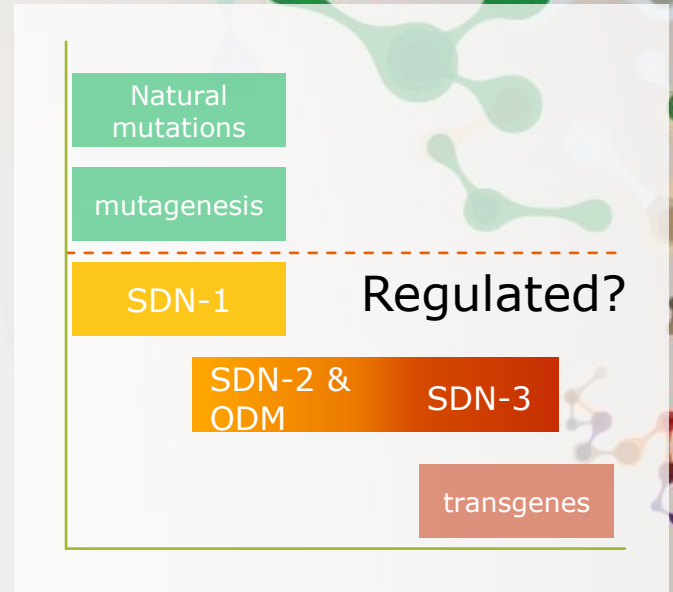 Natural
mutations
mutagenesis
SDN-1
Regulated?
SDN-2 &
ODM
SDN-3
transgenes